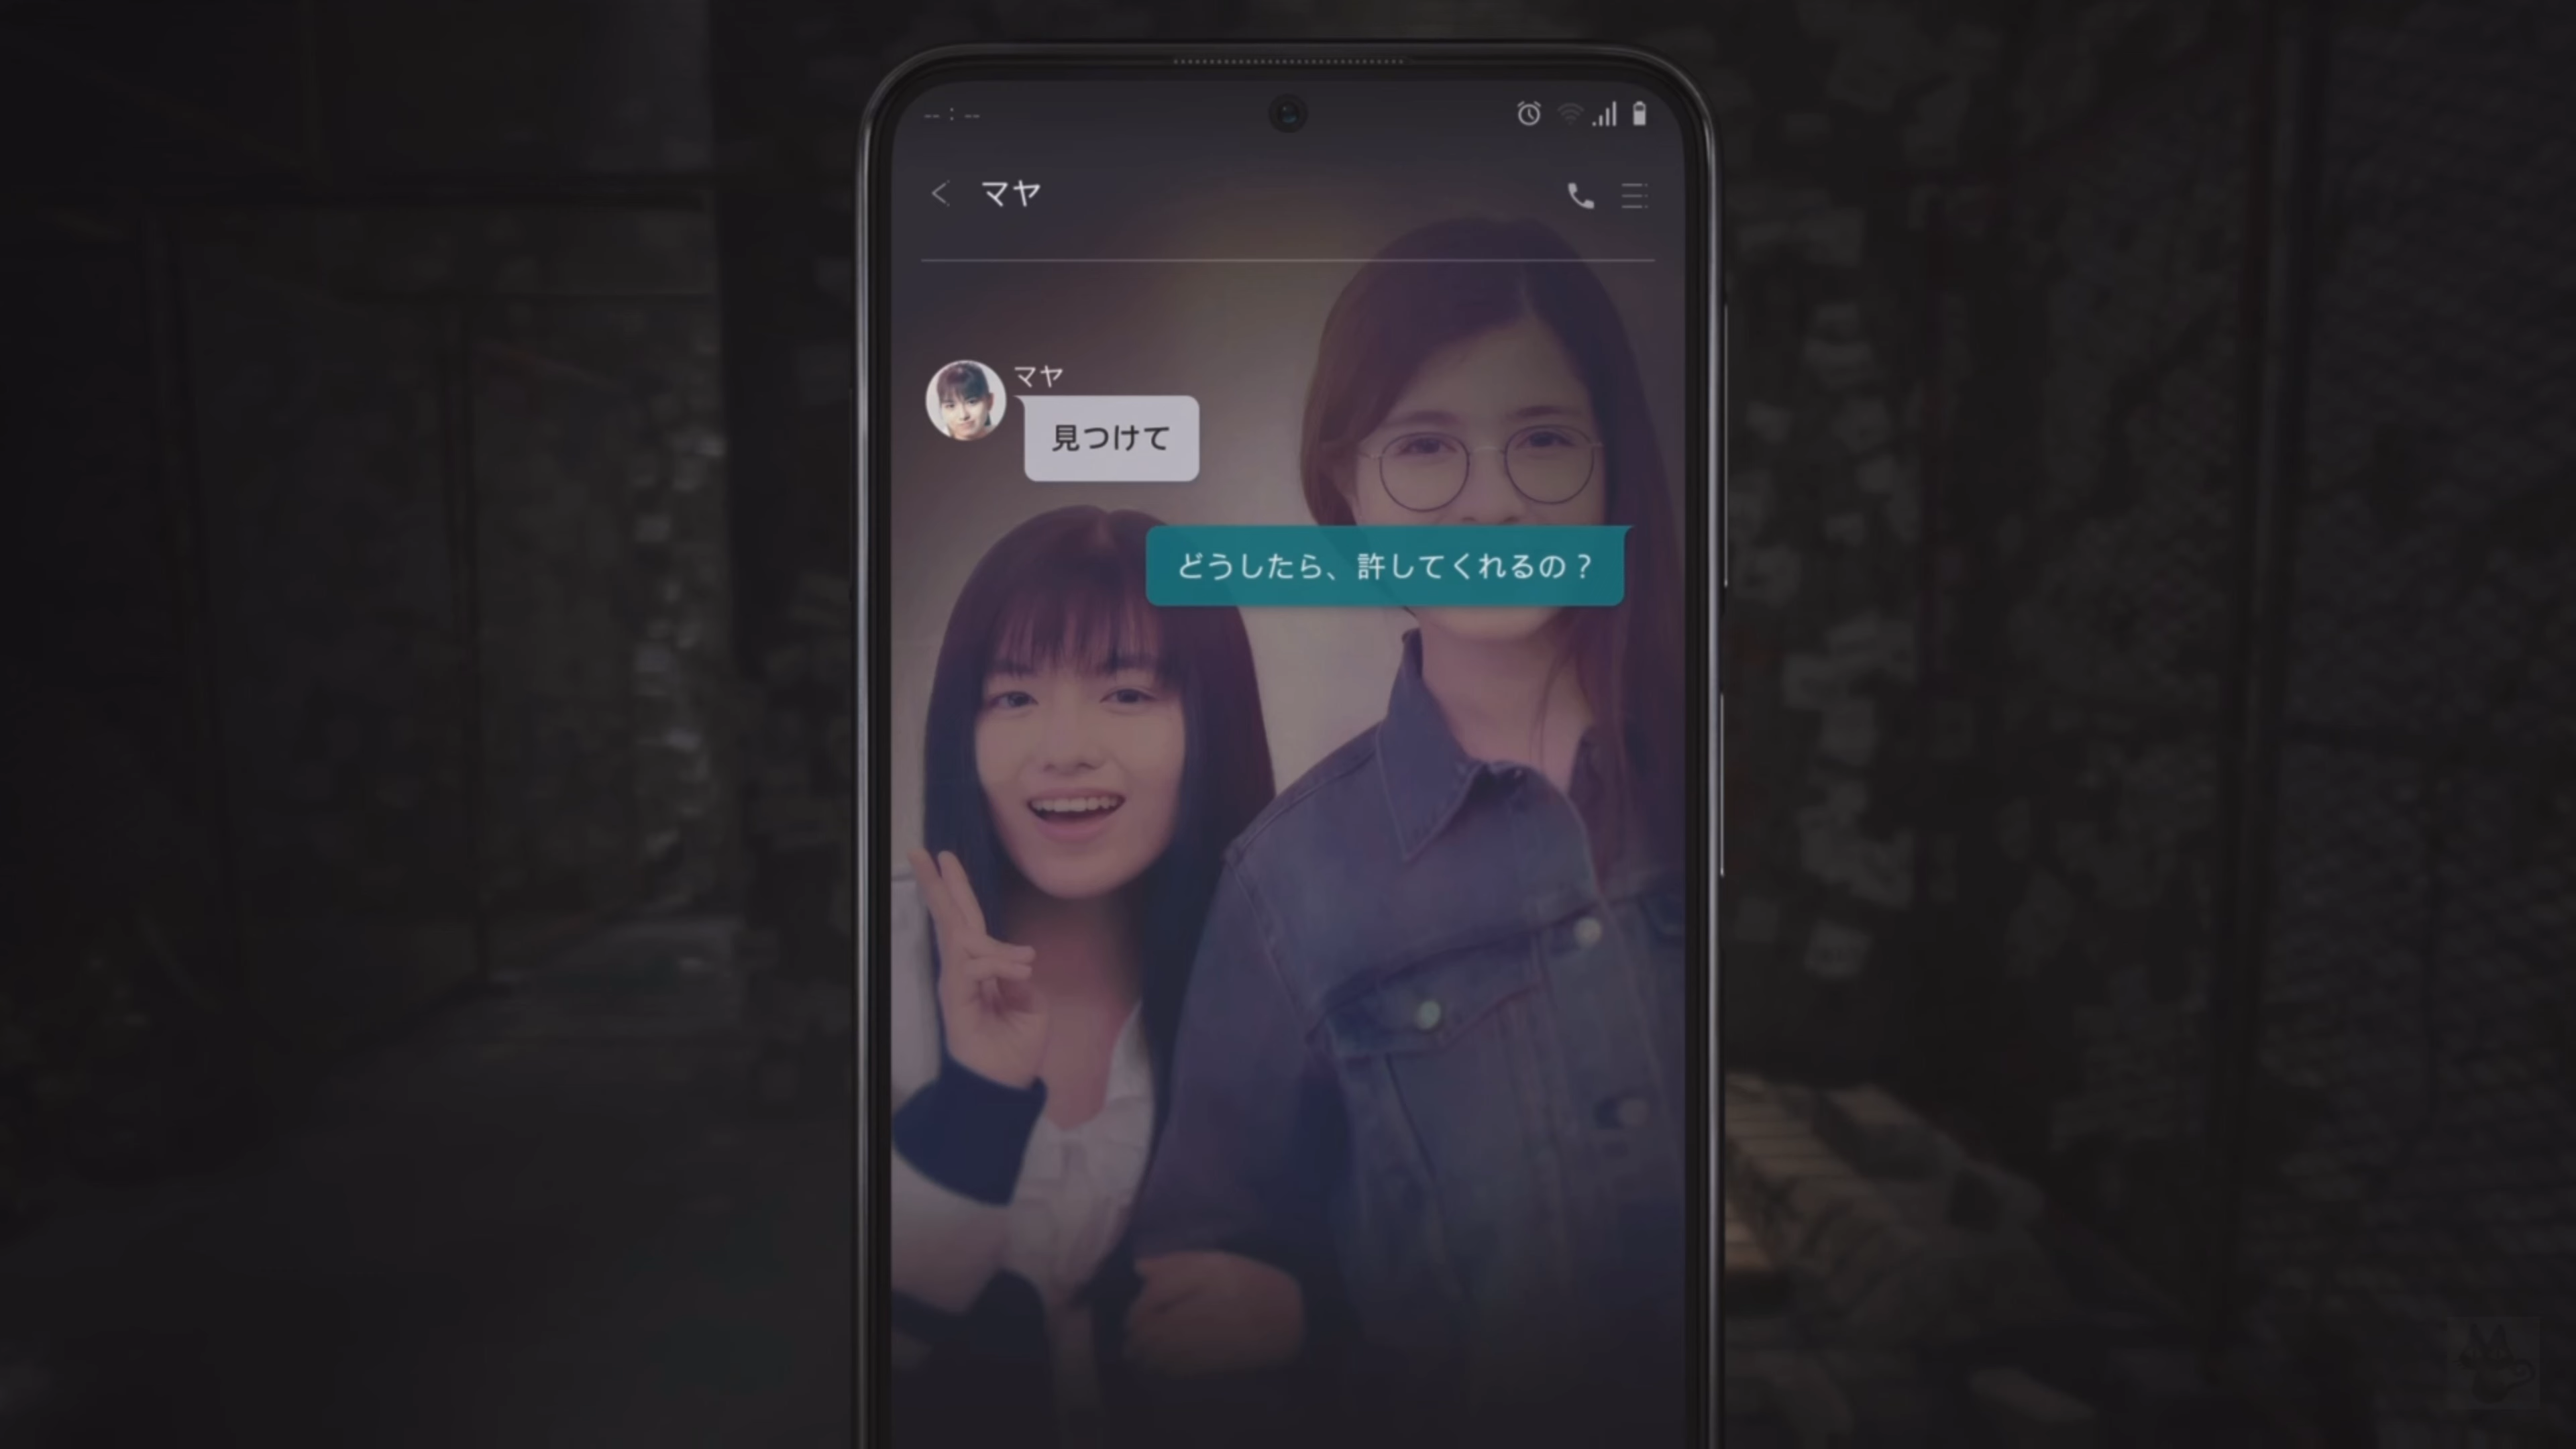 -- : --
マヤ
マヤ
見つけて
どうしたら、許してくれるの？